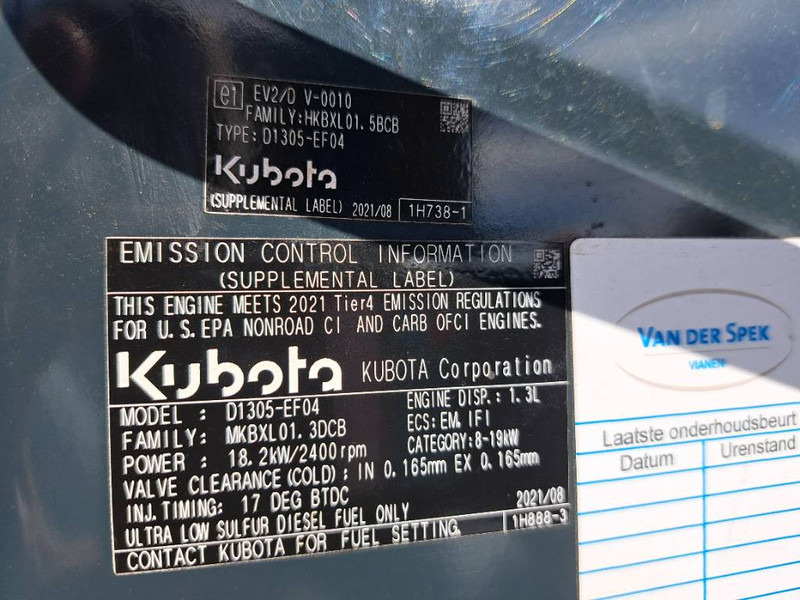 e1 EV2/D V-0010
FAMILY:HKBXL01.5BCB
TYPE: D1305-EF04
Kubota
(SUPPLEMENTAL LABEL) 2021/08 1H738-1
EMISSION CONTROL INFORMATION
(SUPPLEMENTAL LABEL)
THIS ENGINE MEETS 2021 Tier4 EMISSION REGULATIONS
FOR U.S.EPA NONROAD CI AND CARB OFCI ENGINES.
Kubota KUBOTA Corporation
MODEL : D1305-EF04 ENGINE DISP.: 1.3L
FAMILY: MKBXL01.3DCB ECS: EM, IFI
POWER : 18.2kW/2400rpm CATEGORY:8-19kW
VALVE CLEARANCE(COLD): IN 0.165mm EX 0.165mm
INJ.TIMING: 17 DEG BTDC 2021/08
ULTRA LOW SULFUR DIESEL FUEL ONLY
CONTACT KUBOTA FOR FUEL SETTING. 1H888-3
VAN DER SPEK
VIANEN
Laatste onderhoudsbeurt
Datum Urenstand